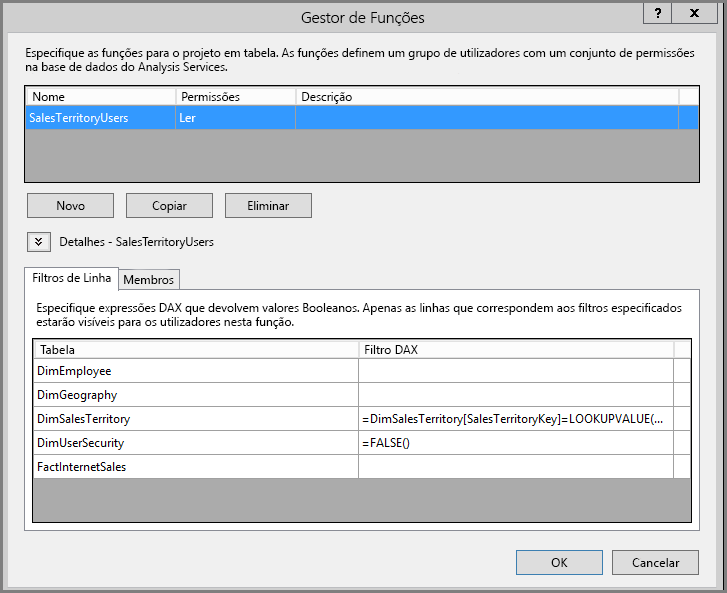 Gestor de Funções
? X
Especifique as funções para o projeto em tabela. As funções definem um grupo de utilizadores com um conjunto de permissões
na base de dados do Analysis Services.
Nome Permissões Descrição
SalesTerritoryUsers Ler
Novo Copiar Eliminar
Detalhes - SalesTerritoryUsers
Filtros de Linha Membros
Especifique expressões DAX que devolvem valores Booleanos. Apenas as linhas que correspondem aos filtros especificados
estarão visíveis para os utilizadores nesta função.
Tabela Filtro DAX
DimEmployee
DimGeography
DimSalesTerritory =DimSalesTerritory[SalesTerritoryKey]=LOOKUPVALUE(...
DimUserSecurity =FALSE()
FactInternetSales
OK Cancelar